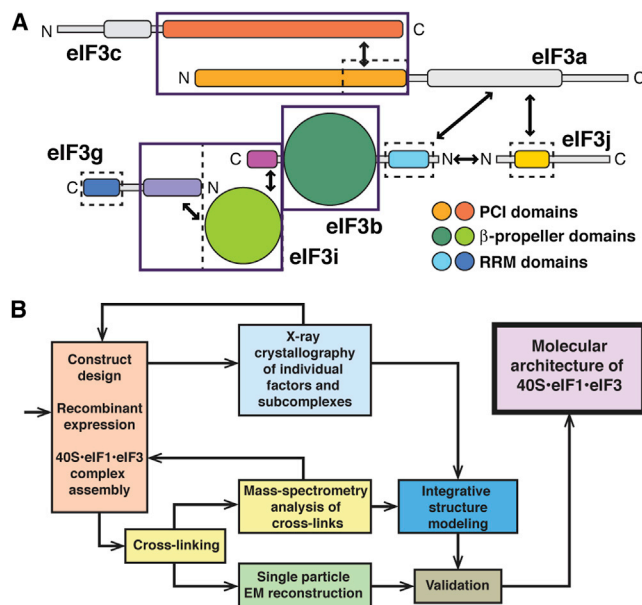 A
N
C
eIF3c
eIF3a
N
C
eIF3j
eIF3g
C
N
N
C
C
N
eIF3b
eIF3i
PCI domains
β-propeller domains
RRM domains
B
Construct
design
Recombinant
expression
40S•eIF1•eIF3
complex
assembly
X-ray
crystallography
of individual
factors and
subcomplexes
Molecular
architecture of
40S•eIF1•eIF3
Mass-spectrometry
analysis of
cross-links
Integrative
structure
modeling
Cross-linking
Single particle
EM reconstruction
Validation